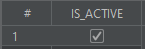 # IS_ACTIVE
1